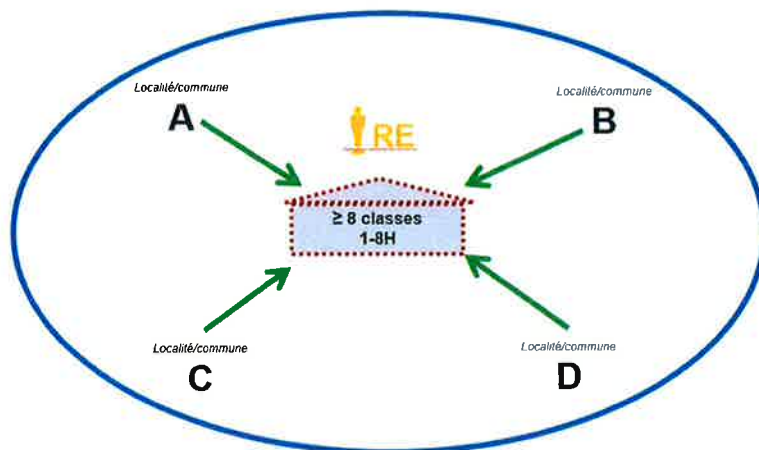 Localité/commune
A
Localité/commune
B
RE
≥ 8 classes
1-8H
Localité/commune
C
Localité/commune
D